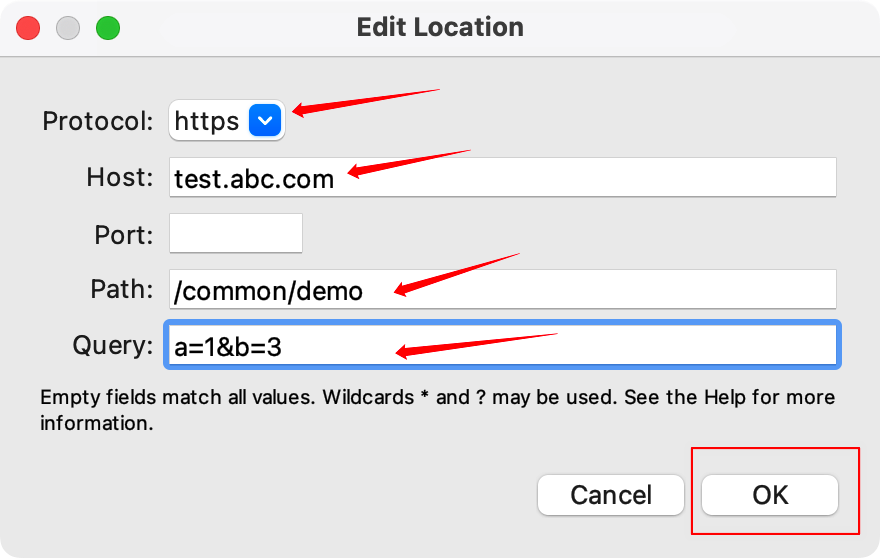 Edit Location
Protocol: https
Host: test.abc.com
Port:
Path: /common/demo
Query: a=1&b=3
Empty fields match all values. Wildcards * and ? may be used. See the Help for more
information.
Cancel OK